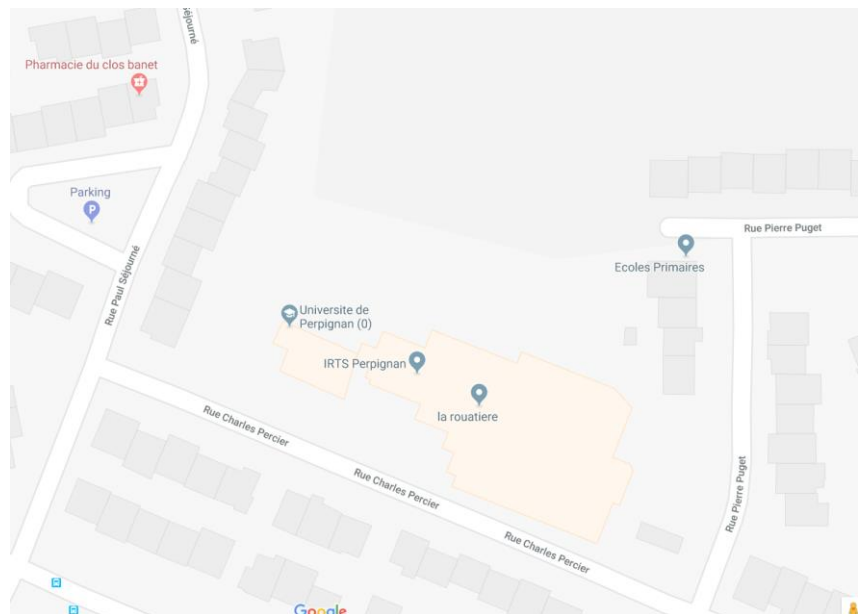 Séjourné
Pharmacie du clos banet
Parking
P
Rue Paul Séjourné
Rue Pierre Puget
Ecoles Primaires
Universite de
Perpignan (0)
IRTS Perpignan
la rouatiere
Rue Charles Percier
Rue Charles Percier
Rue Charles Percier
Rue Pierre Puget
Google